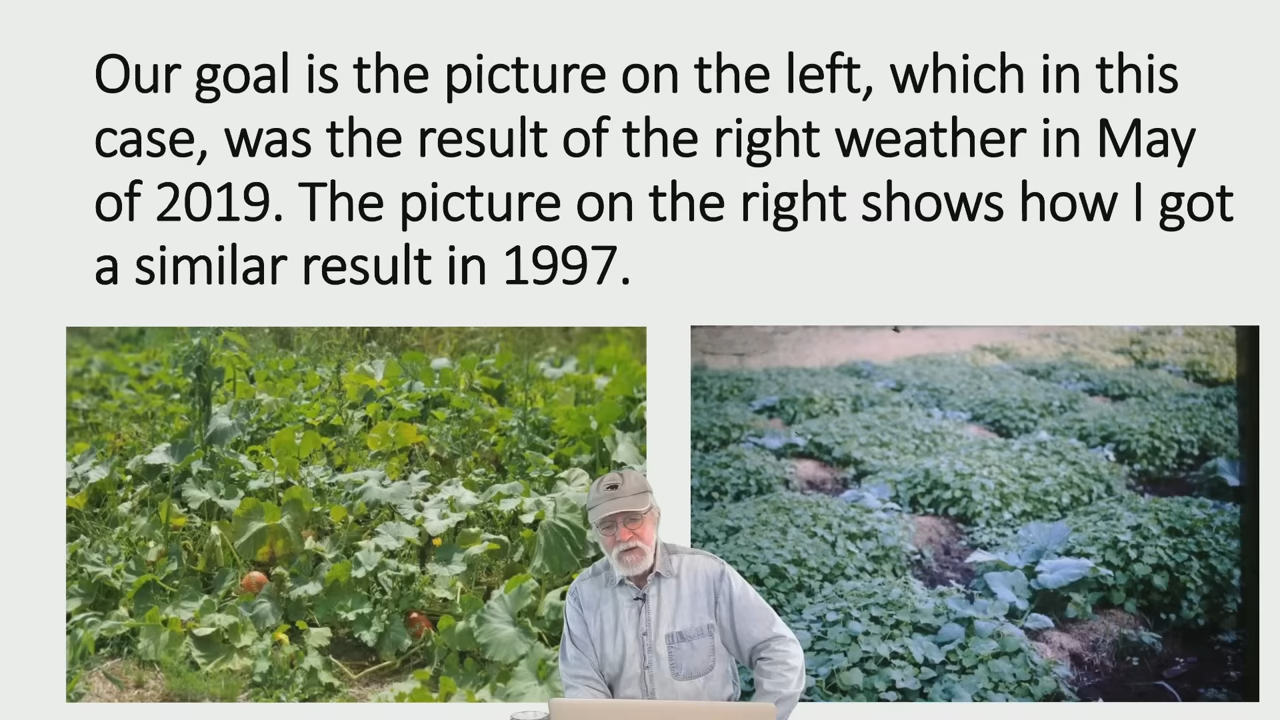 Our goal is the picture on the left, which in this
case, was the result of the right weather in May
of 2019. The picture on the right shows how I got
a similar result in 1997.